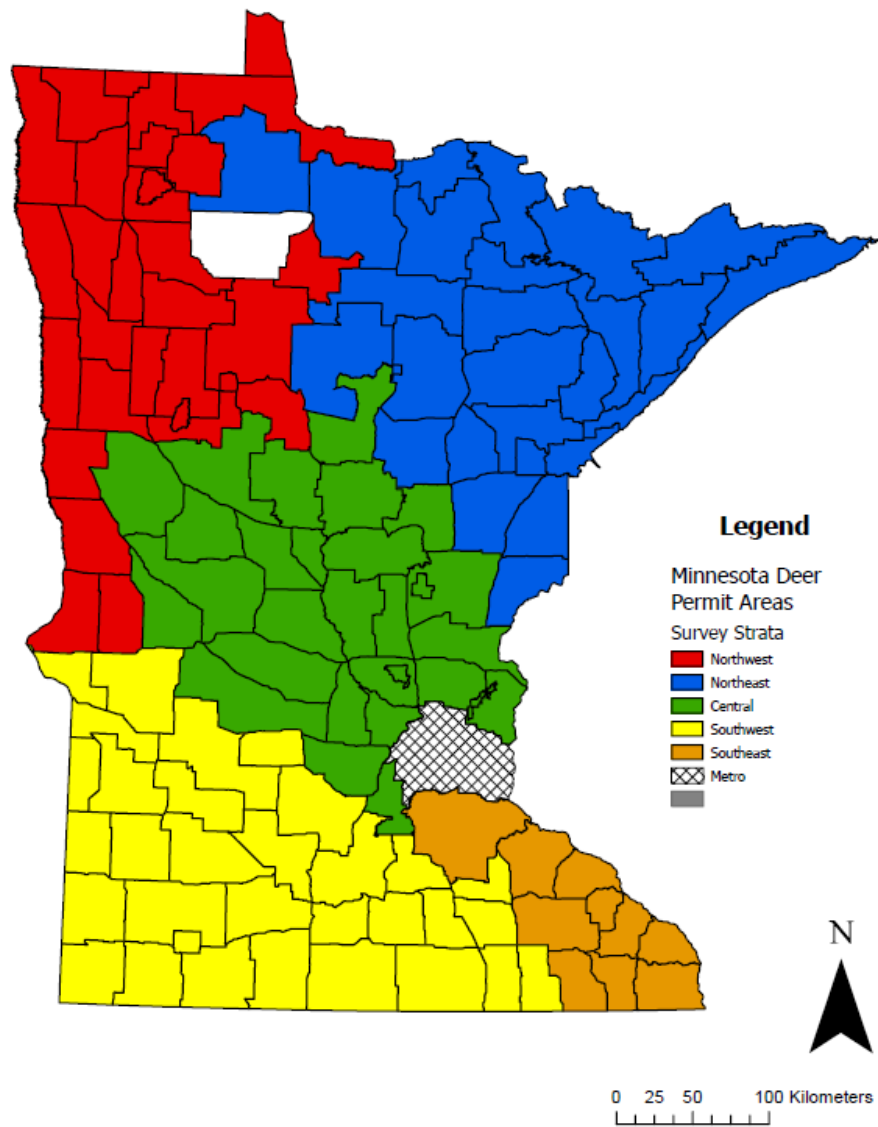 Legend
Minnesota Deer
Permit Areas
Survey Strata
Northwest
Northeast
Central
Southwest
Southeast
Metro
N
0 25 50 100 Kilometers